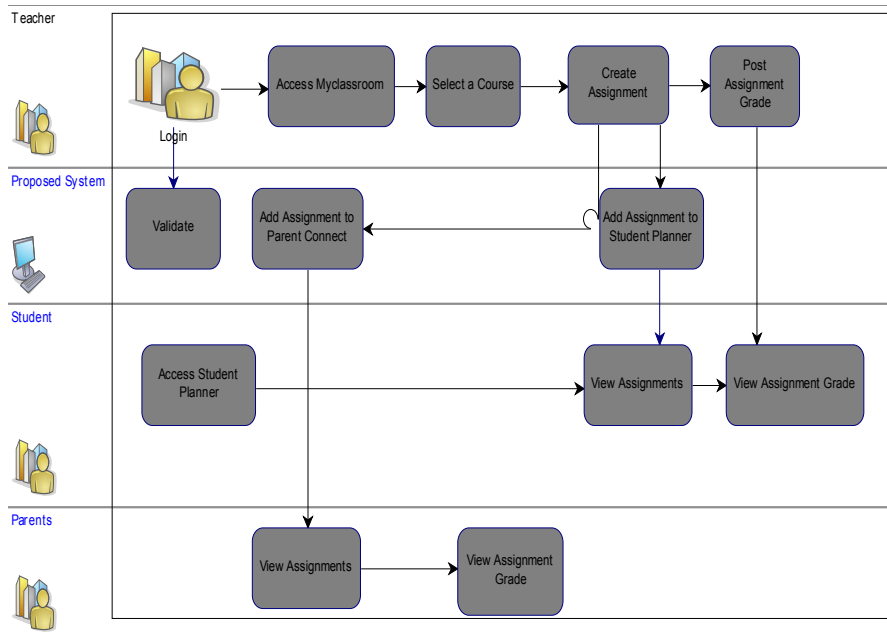 Teacher
Login
Access Myclassroom
Select a Course
Create
Assignment
Post
Assignment
Grade
Proposed System
Validate
Add Assignment to
Parent Connect
Add Assignment to
Student Planner
Student
Access Student
Planner
View Assignments
View Assignment Grade
Parents
View Assignments
View Assignment
Grade